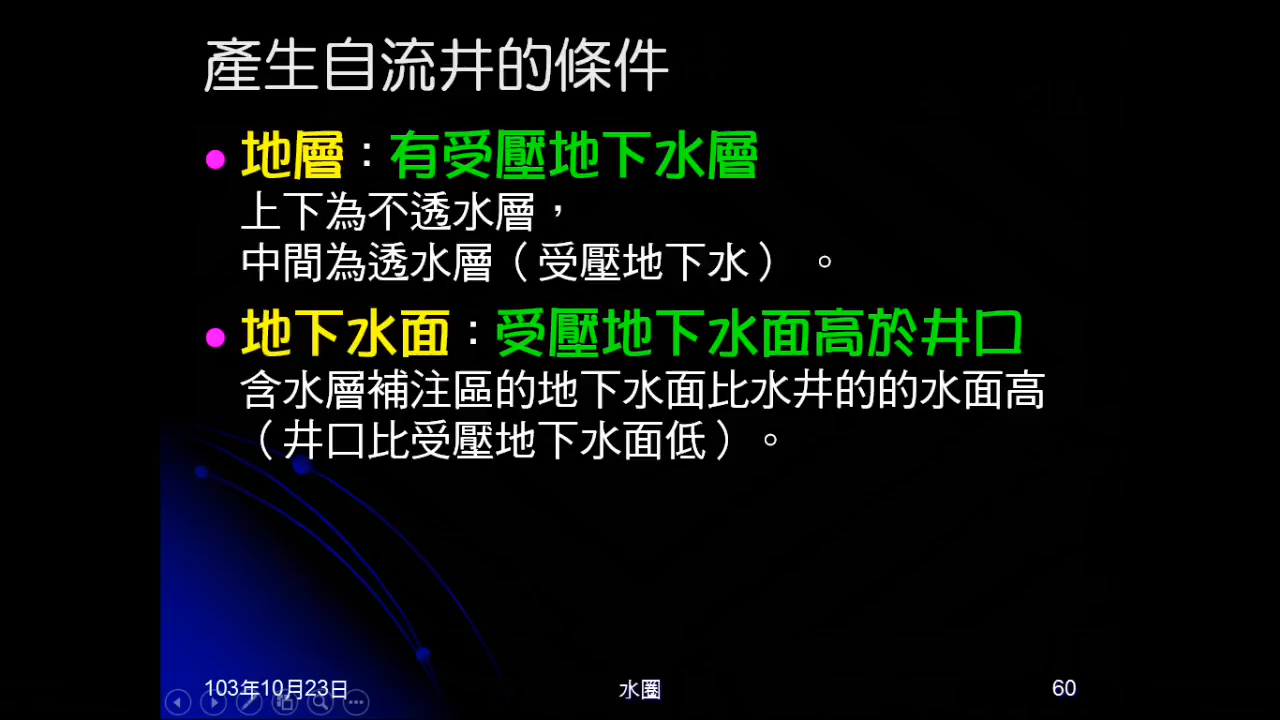 產生自流井的條件
地層：有受壓地下水層
上下為不透水層，
中間為透水層（受壓地下水）。
地下水面：受壓地下水面高於井口
含水層補注區的地下水面比水井的的水面高
（井口比受壓地下水面低）。
103年10月23日
水圈
60